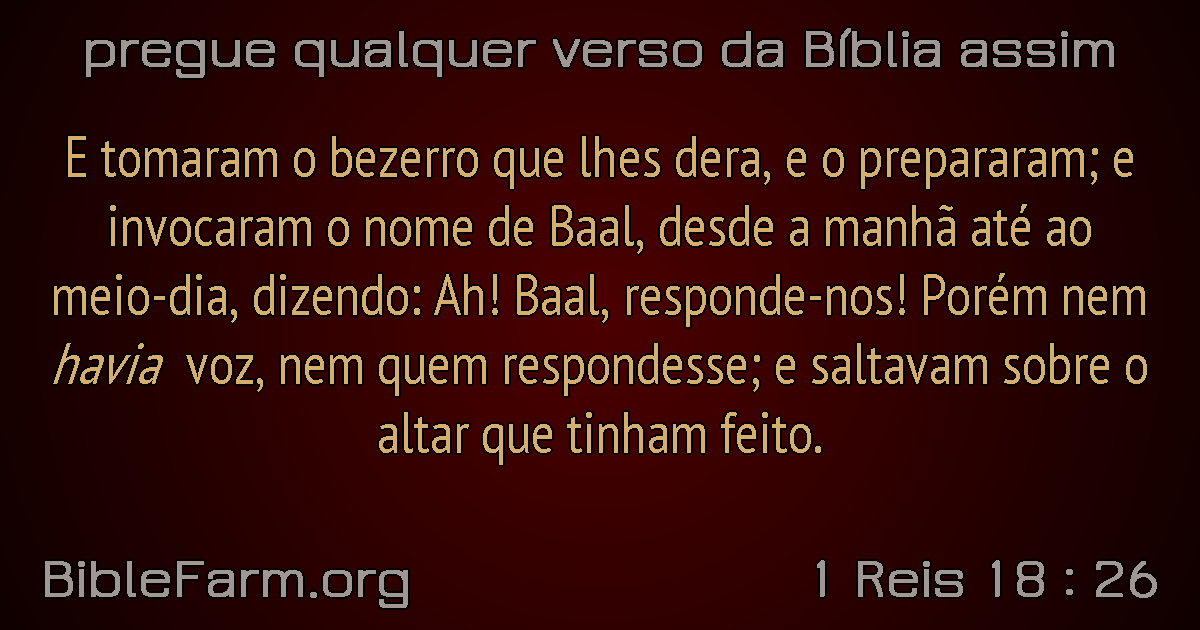 pregue qualquer verso da Bíblia assim
E tomaram o bezerro que lhes dera, e o prepararam; e
invocaram o nome de Baal, desde a manhã até ao
meio-dia, dizendo: Ah! Baal, responde-nos! Porém nem
havia voz, nem quem respondesse; e saltavam sobre o
altar que tinham feito.
BibleFarm.org
1 Reis 18 : 26